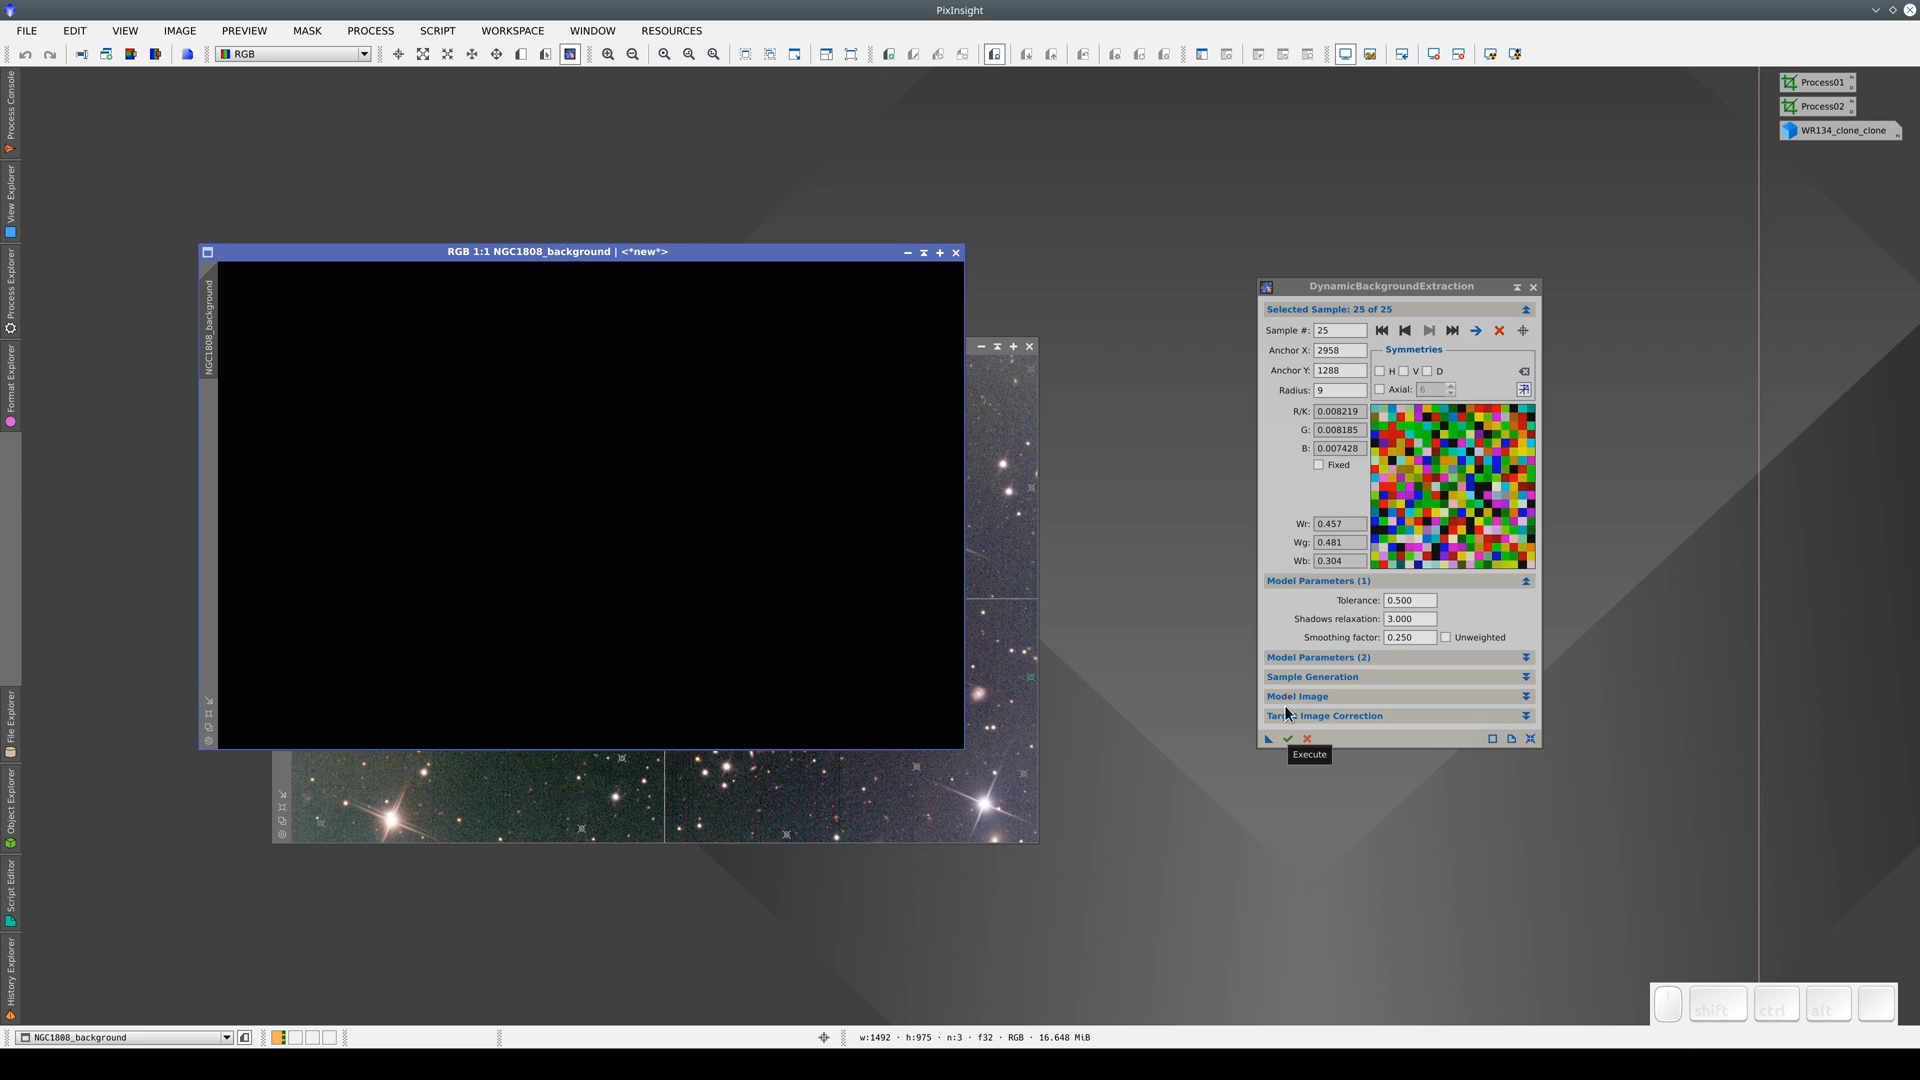 PixInsight
FILE EDIT VIEW IMAGE PREVIEW MASK PROCESS SCRIPT WORKSPACE WINDOW RESOURCES
RGB
Process Console
View Explorer
Process Explorer
Format Explorer
File Explorer
Object Explorer
Script Editor
History Explorer
Process01
Process02
WR134_clone_clone
RGB 1:1 NGC1808_background | <*new*>
NGC1808_background
DynamicBackgroundExtraction
Selected Sample: 25 of 25
Sample #: 25
Anchor X: 2958
Symmetries
Anchor Y: 1288
H V D
Radius: 9
Axial: 6
R/K: 0.008219
G: 0.008185
B: 0.007428
Fixed
Wr: 0.457
Wg: 0.481
Wb: 0.304
Model Parameters (1)
Tolerance: 0.500
Shadows relaxation: 3.000
Smoothing factor: 0.250 Unweighted
Model Parameters (2)
Sample Generation
Model Image
Target Image Correction
Execute
shift ctrl alt
NGC1808_background
w:1492 · h:975 · n:3 · f32 · RGB · 16.648 MiB